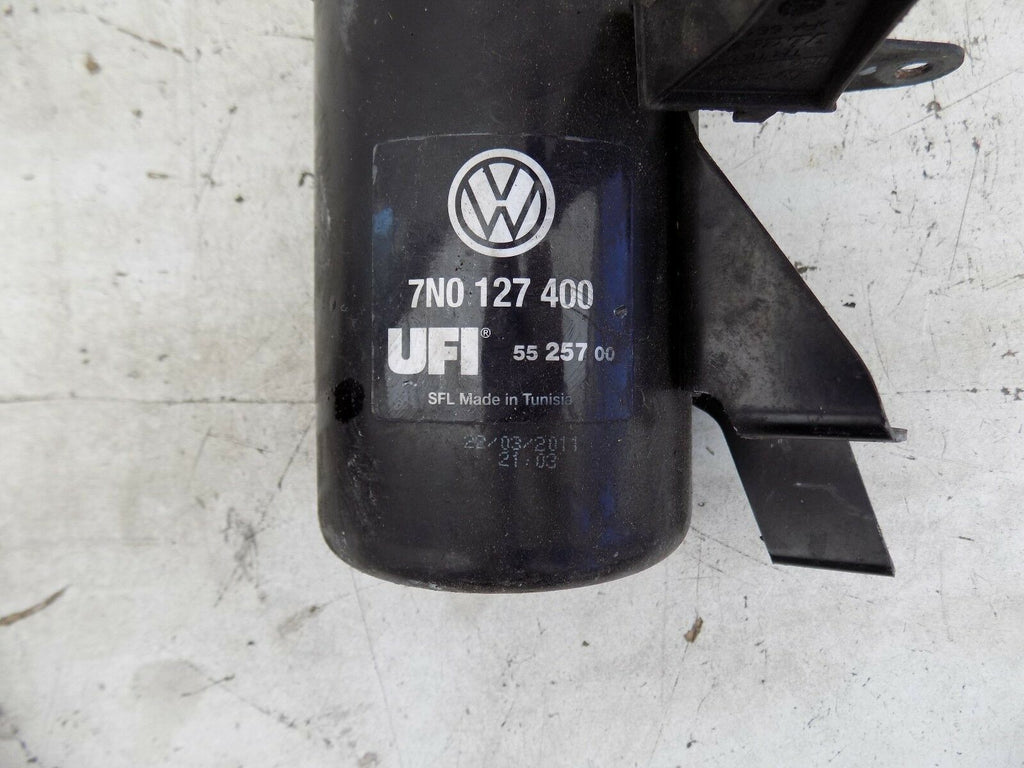 7N0 127 400
UFI® 55 257 00
SFL Made in Tunisia
22/03/2011
21:03